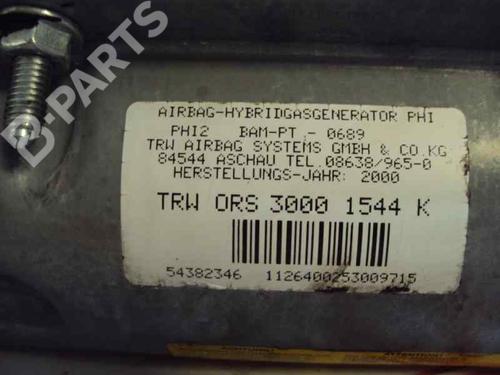 B-PARTS
AIRBAG-HYBRIDGASGENERATOR PHI
PHI2 BAM-PT.- 0689
TRW AIRBAG SYSTEMS GMBH & CO.KG
84544 ASCHAU TEL.08638/965-0
HERSTELLUNGS-JAHR: 2000
TRW ORS 3000 1544 K
54382346 1126400253009715